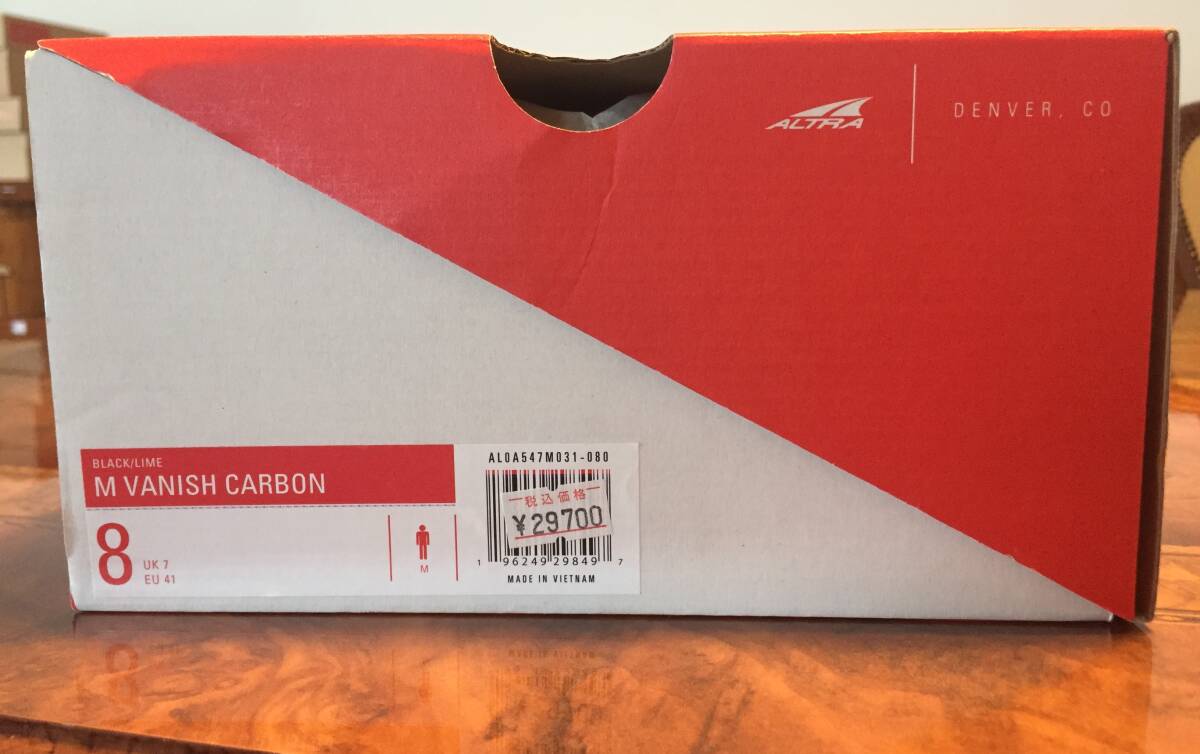 ALTRA
DENVER, CO
BLACK/LIME
M VANISH CARBON
8
UK 7
EU 41
M
AL0A547M031-080
税込価格
¥29700
1 96249 29849 7
MADE IN VIETNAM